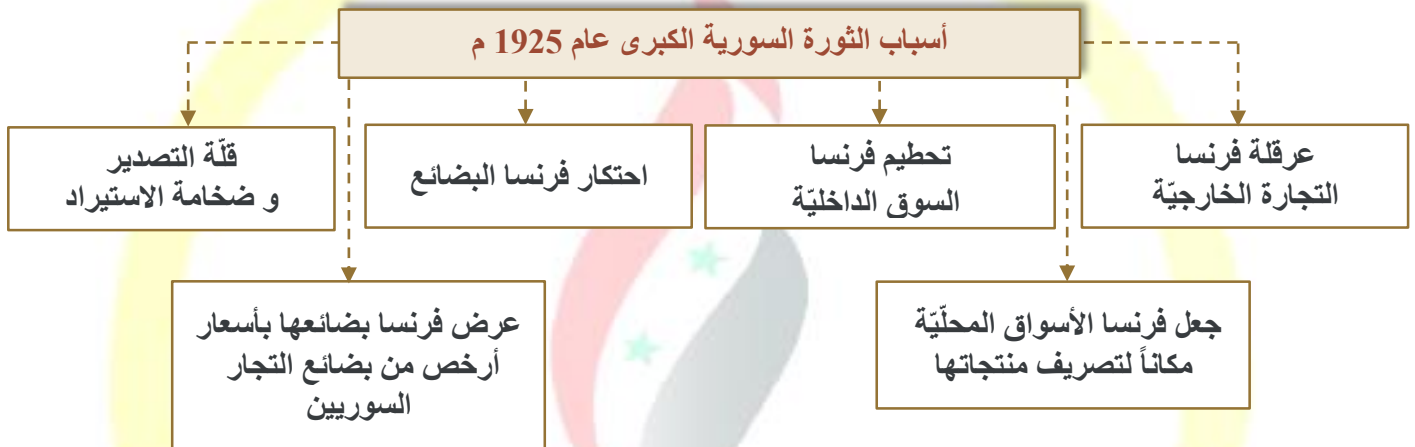 أسباب الثورة السورية الكبرى عام 1925 م
عرقلة فرنسا
التجارة الخارجيّة
تحطيم فرنسا
السوق الداخليّة
احتكار فرنسا البضائع
قلّة التصدير
و ضخامة الاستيراد
جعل فرنسا الأسواق المحلّيّة
مكاناً لتصريف منتجاتها
عرض فرنسا بضائعها بأسعار
أرخص من بضائع التجار
السوريين